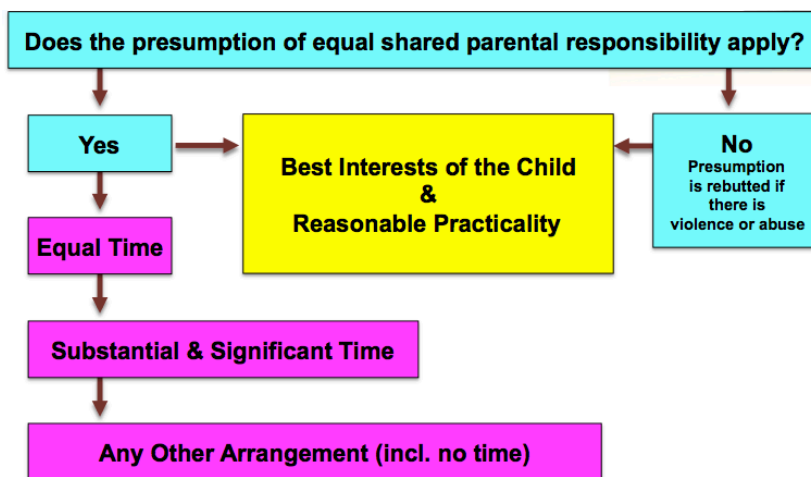 Does the presumption of equal shared parental responsibility apply?
Yes
Best Interests of the Child
&
Reasonable Practicality
No
Presumption
is rebutted if
there is
violence or abuse
Equal Time
Substantial & Significant Time
Any Other Arrangement (incl. no time)